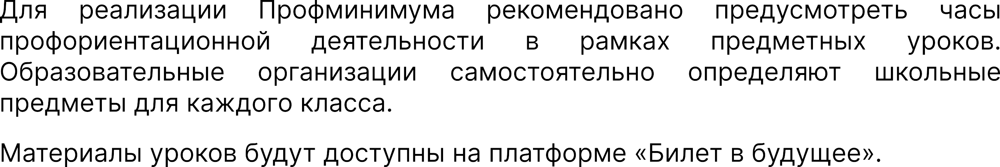 Для реализации Профминимума рекомендовано предусмотреть часы
профориентационной деятельности в рамках предметных уроков.
Образовательные организации самостоятельно определяют школьные
предметы для каждого класса.
Материалы уроков будут доступны на платформе «Билет в будущее».